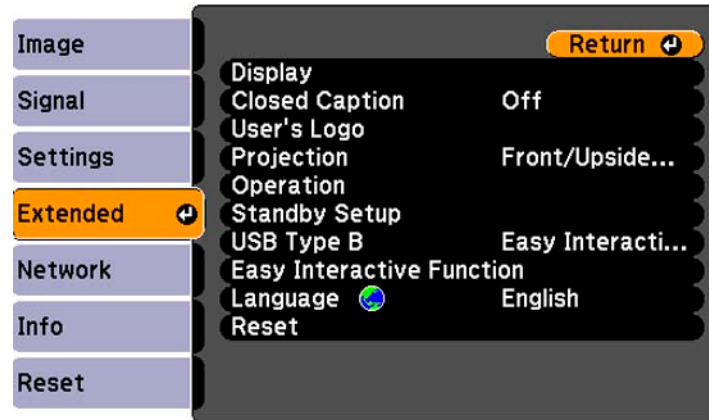 Image
Signal
Settings
Extended
Network
Info
Reset
Return
Display
Closed Caption Off
User's Logo
Projection Front/Upside...
Operation
Standby Setup
USB Type B Easy Interacti...
Easy Interactive Function
Language English
Reset